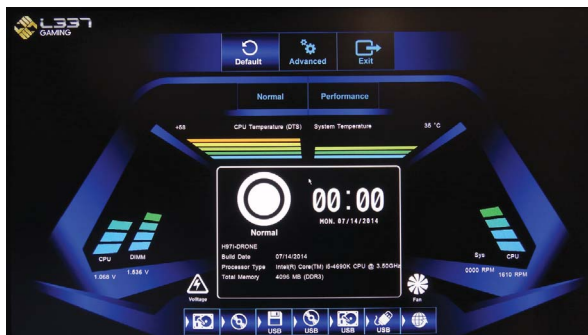 L337
GAMING
Default
Advanced
Exit
Normal
Performance
+58
CPU Temperature (DTS)
System Temperature
35 °C
00:00
MON. 07/14/2014
Normal
H97I-DRONE
Build Date 07/14/2014
Processor Type Intel(R) Core(TM) i5-4690K CPU @ 3.50GHz
Total Memory 4096 MB (DDR3)
CPU
DIMM
1.068 V
1.536 V
Voltage
Sys
CPU
0000 RPM
1610 RPM
Fan
USB
USB
USB
USB